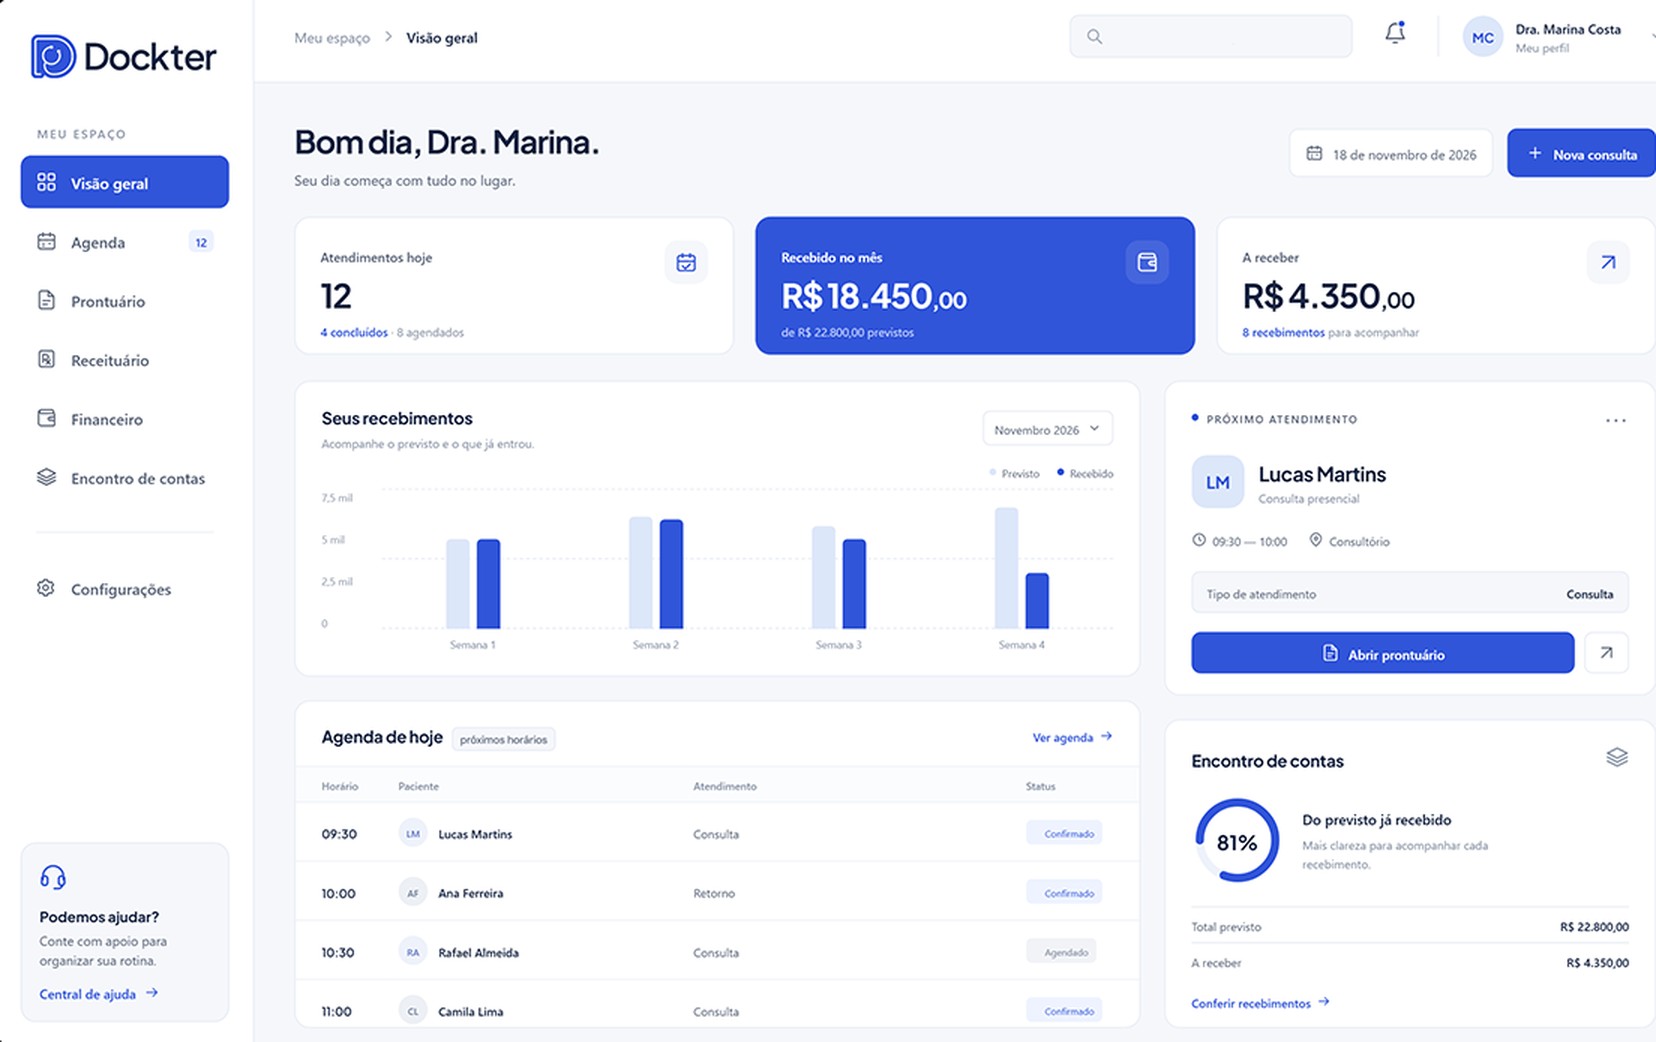 Dockter
Meu espaço > Visão geral
MC
Dra. Marina Costa
Meu perfil
MEU ESPAÇO
Visão geral
Agenda 12
Prontuário
Receituário
Financeiro
Encontro de contas
Configurações
Podemos ajudar?
Conte com apoio para
organizar sua rotina.
Central de ajuda →
Bom dia, Dra. Marina.
Seu dia começa com tudo no lugar.
18 de novembro de 2026
+ Nova consulta
Atendimentos hoje
12
4 concluídos · 8 agendados
Recebido no mês
R$ 18.450,00
de R$ 22.800,00 previstos
A receber
R$ 4.350,00
8 recebimentos para acompanhar
Seus recebimentos
Acompanhe o previsto e o que já entrou.
Novembro 2026
Previsto Recebido
7,5 mil
5 mil
2,5 mil
0
Semana 1 Semana 2 Semana 3 Semana 4
PRÓXIMO ATENDIMENTO
LM
Lucas Martins
Consulta presencial
09:30 — 10:00 Consultório
Tipo de atendimento Consulta
Abrir prontuário
Agenda de hoje próximos horários
Ver agenda →
Horário Paciente Atendimento Status
09:30 LM Lucas Martins Consulta Confirmado
10:00 AF Ana Ferreira Retorno Confirmado
10:30 RA Rafael Almeida Consulta Agendado
11:00 CL Camila Lima Consulta Confirmado
Encontro de contas
81%
Do previsto já recebido
Mais clareza para acompanhar cada
recebimento.
Total previsto R$ 22.800,00
A receber R$ 4.350,00
Conferir recebimentos →